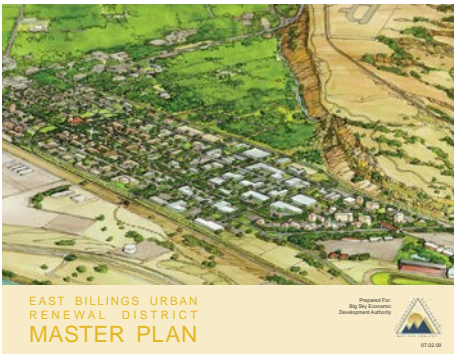 EAST BILLINGS URBAN
RENEWAL DISTRICT
MASTER PLAN
Prepared For:
Big Sky Economic
Development Authority
07.02.09